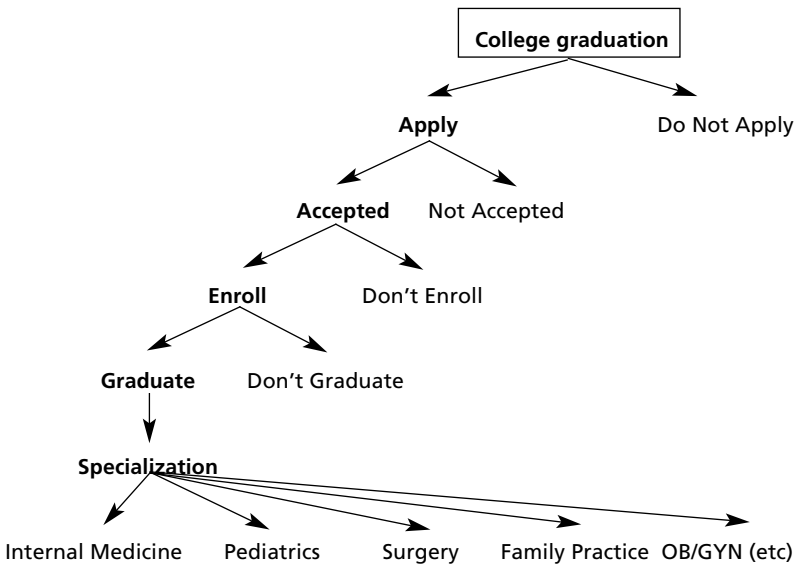 College graduation
Apply Do Not Apply
Accepted Not Accepted
Enroll Don't Enroll
Graduate Don't Graduate
Specialization
Internal Medicine Pediatrics Surgery Family Practice OB/GYN (etc)